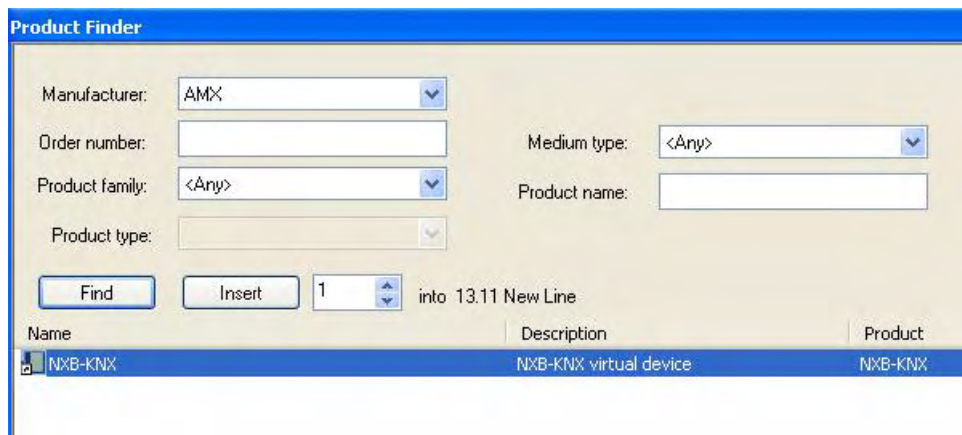 Product Finder
Manufacturer: AMX
Order number:
Medium type: <Any>
Product family: <Any>
Product name:
Product type:
Find Insert 1 into 13.11 New Line
Name Description Product
NXB-KNX NXB-KNX virtual device NXB-KNX